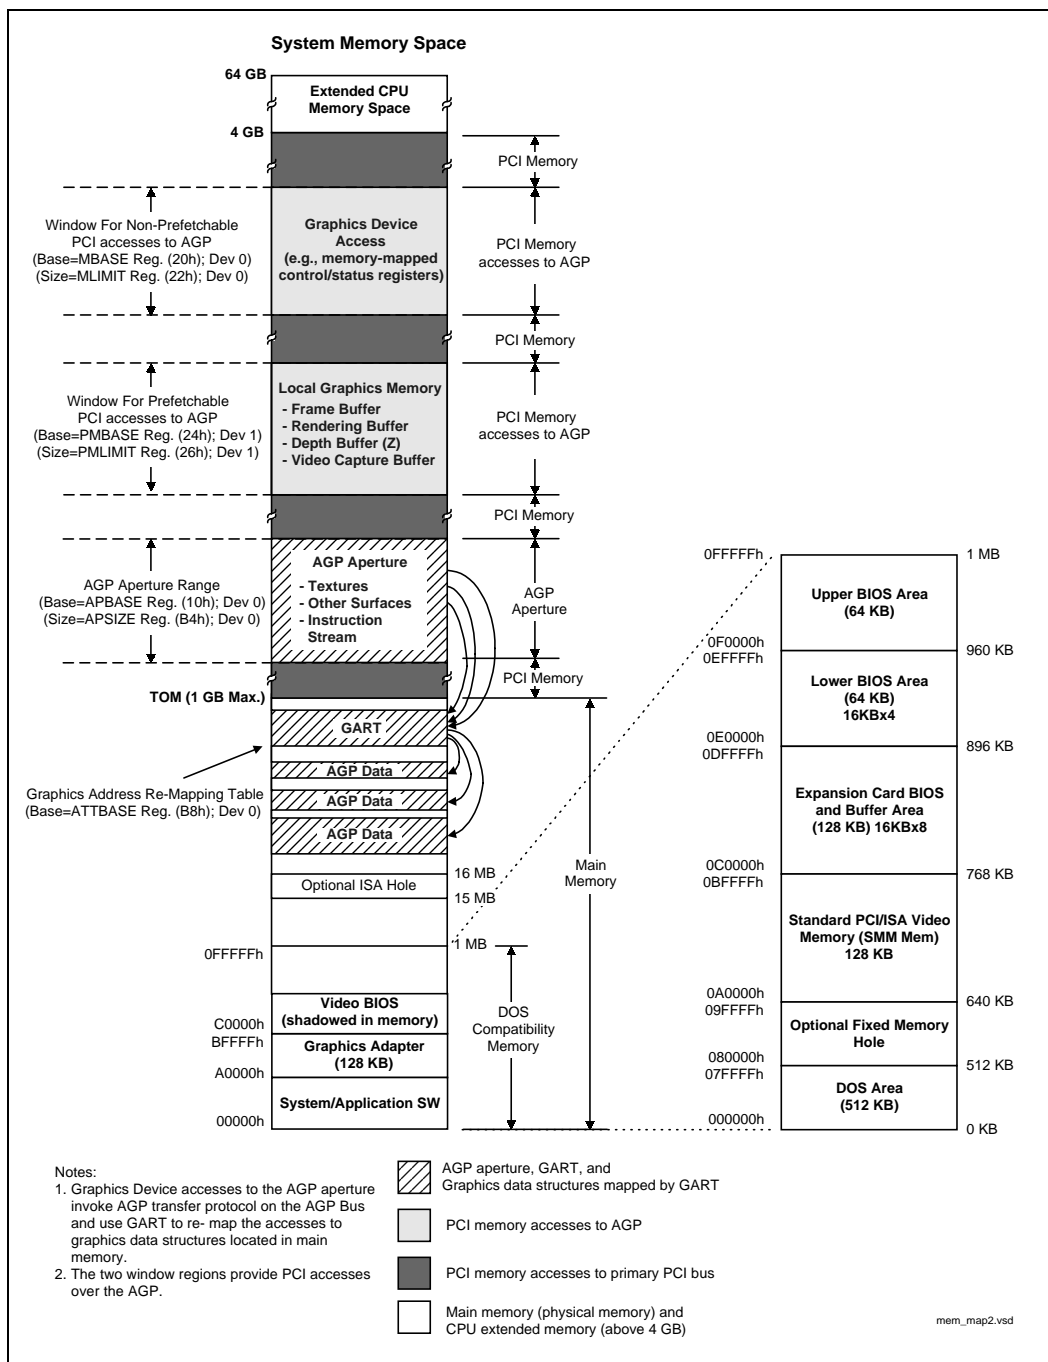 System Memory Space
64 GB
Extended CPU
Memory Space
4 GB
PCI Memory
Window For Non-Prefetchable
PCI accesses to AGP
(Base=MBASE Reg. (20h); Dev 0)
(Size=MLIMIT Reg. (22h); Dev 0)
Graphics Device
Access
(e.g., memory-mapped
control/status registers)
PCI Memory
accesses to AGP
PCI Memory
Window For Prefetchable
PCI accesses to AGP
(Base=PMBASE Reg. (24h); Dev 1)
(Size=PMLIMIT Reg. (26h); Dev 1)
Local Graphics Memory
- Frame Buffer
- Rendering Buffer
- Depth Buffer (Z)
- Video Capture Buffer
PCI Memory
accesses to AGP
PCI Memory
AGP Aperture Range
(Base=APBASE Reg. (10h); Dev 0)
(Size=APSIZE Reg. (B4h); Dev 0)
AGP Aperture
- Textures
- Other Surfaces
- Instruction
Stream
AGP
Aperture
PCI Memory
TOM (1 GB Max.)
GART
Graphics Address Re-Mapping Table
(Base=ATTBASE Reg. (B8h); Dev 0)
AGP Data
AGP Data
AGP Data
Main
Memory
16 MB
Optional ISA Hole
15 MB
1 MB
0FFFFFh
Video BIOS
(shadowed in memory)
C0000h
BFFFFh
Graphics Adapter
(128 KB)
A0000h
System/Application SW
00000h
DOS
Compatibility
Memory
0FFFFFh
1 MB
Upper BIOS Area
(64 KB)
0F0000h
0EFFFFh
960 KB
Lower BIOS Area
(64 KB)
16KBx4
0E0000h
0DFFFFh
896 KB
Expansion Card BIOS
and Buffer Area
(128 KB) 16KBx8
0C0000h
0BFFFFh
768 KB
Standard PCI/ISA Video
Memory (SMM Mem)
128 KB
0A0000h
09FFFFh
640 KB
Optional Fixed Memory
Hole
080000h
07FFFFh
512 KB
DOS Area
(512 KB)
000000h
0 KB
Notes:
1. Graphics Device accesses to the AGP aperture
invoke AGP transfer protocol on the AGP Bus
and use GART to re- map the accesses to
graphics data structures located in main
memory.
2. The two window regions provide PCI accesses
over the AGP.
AGP aperture, GART, and
Graphics data structures mapped by GART
PCI memory accesses to AGP
PCI memory accesses to primary PCI bus
Main memory (physical memory) and
CPU extended memory (above 4 GB)
mem_map2.vsd